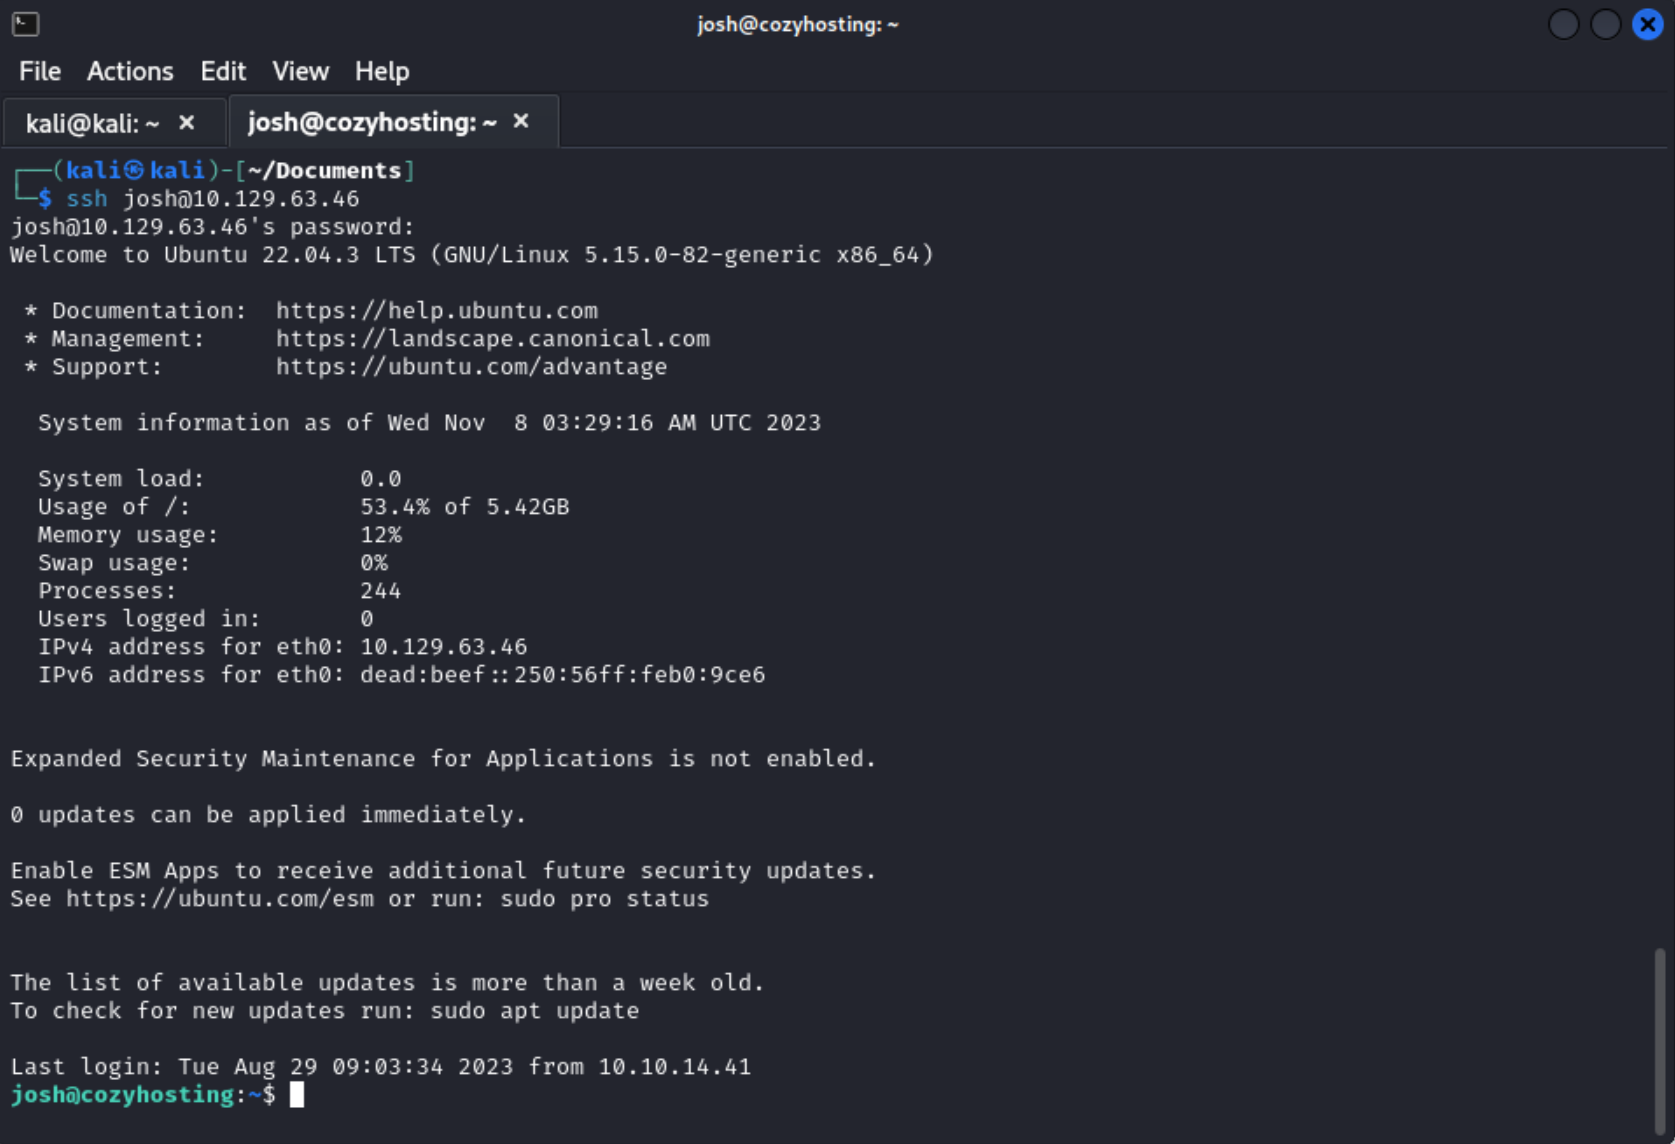 josh@cozyhosting: ~
File Actions Edit View Help
kali@kali: ~ × josh@cozyhosting: ~ ×
┌──(kali㉿kali)-[~/Documents]
└─$ ssh josh@10.129.63.46
josh@10.129.63.46's password:
Welcome to Ubuntu 22.04.3 LTS (GNU/Linux 5.15.0-82-generic x86_64)
* Documentation:  https://help.ubuntu.com
* Management:     https://landscape.canonical.com
* Support:        https://ubuntu.com/advantage
System information as of Wed Nov  8 03:29:16 AM UTC 2023
System load:           0.0
Usage of /:            53.4% of 5.42GB
Memory usage:          12%
Swap usage:            0%
Processes:             244
Users logged in:       0
IPv4 address for eth0: 10.129.63.46
IPv6 address for eth0: dead:beef::250:56ff:feb0:9ce6
Expanded Security Maintenance for Applications is not enabled.
0 updates can be applied immediately.
Enable ESM Apps to receive additional future security updates.
See https://ubuntu.com/esm or run: sudo pro status
The list of available updates is more than a week old.
To check for new updates run: sudo apt update
Last login: Tue Aug 29 09:03:34 2023 from 10.10.14.41
josh@cozyhosting:~$